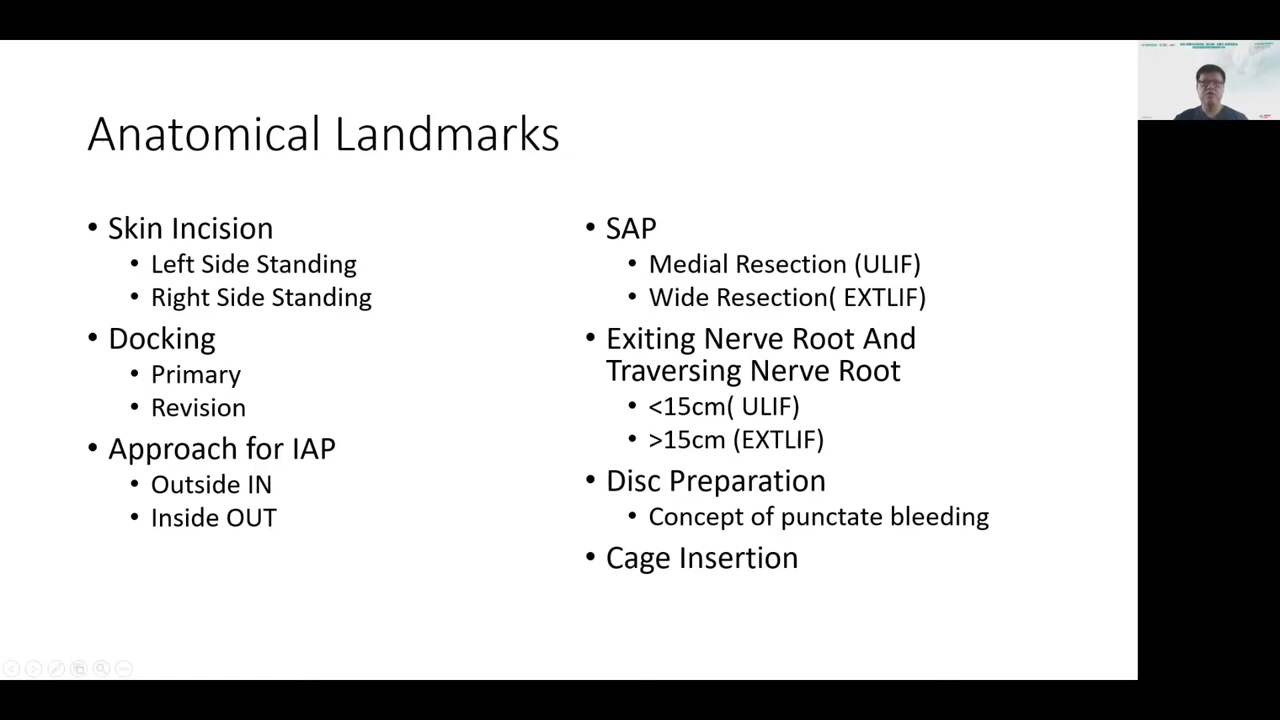 Anatomical Landmarks
• Skin Incision
• Left Side Standing
• Right Side Standing
• Docking
• Primary
• Revision
• Approach for IAP
• Outside IN
• Inside OUT
• SAP
• Medial Resection (ULIF)
• Wide Resection( EXTLIF)
• Exiting Nerve Root And
Traversing Nerve Root
• <15cm( ULIF)
• >15cm (EXTLIF)
• Disc Preparation
• Concept of punctate bleeding
• Cage Insertion